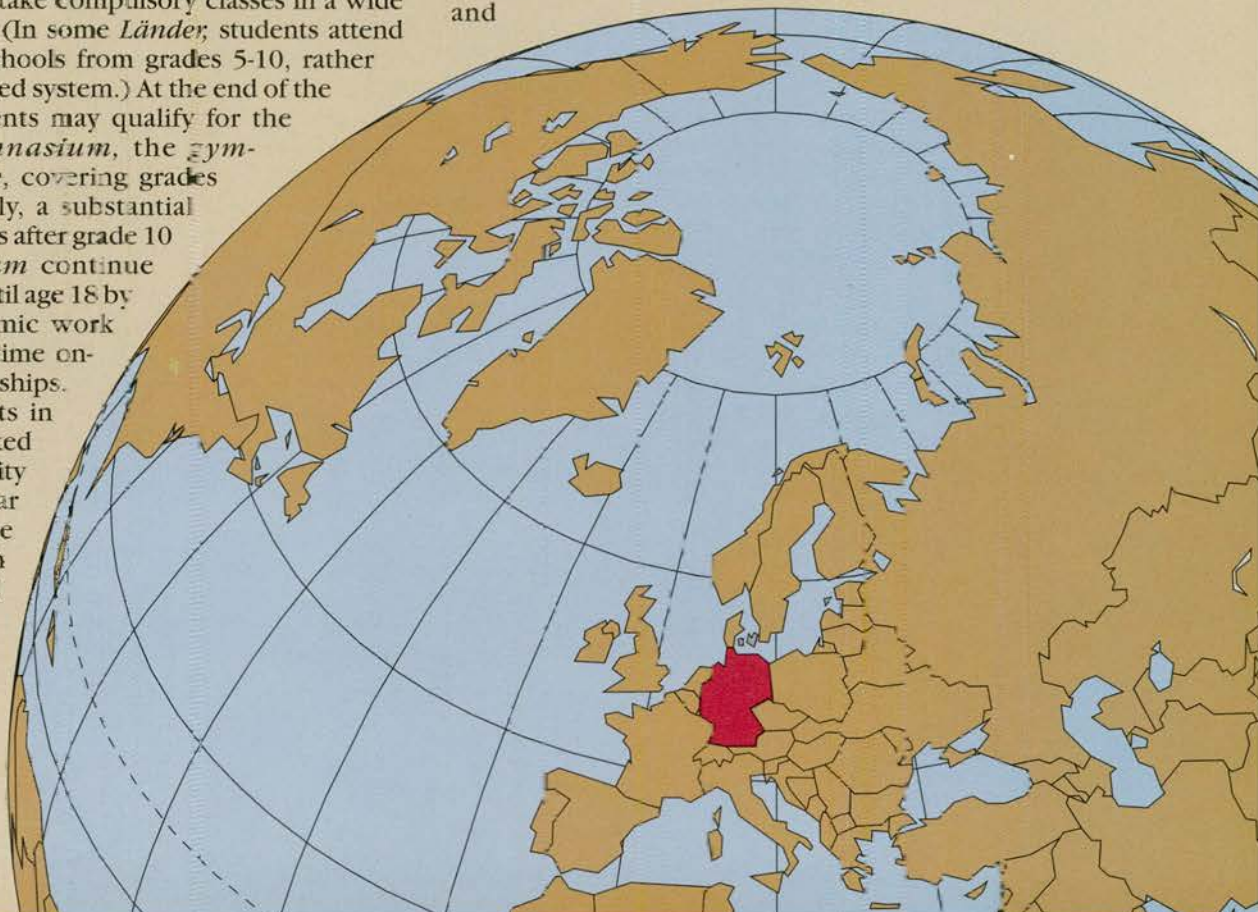 take compulsory classes in a wide
(In some Länder, students attend
hools from grades 5-10, rather
ed system.) At the end of the
ents may qualify for the
nasium, the gym-
, covering grades
ly, a substantial
s after grade 10
m continue
til age 18 by
mic work
ime on-
ships.
ts in
ked
ity
ar
e
and